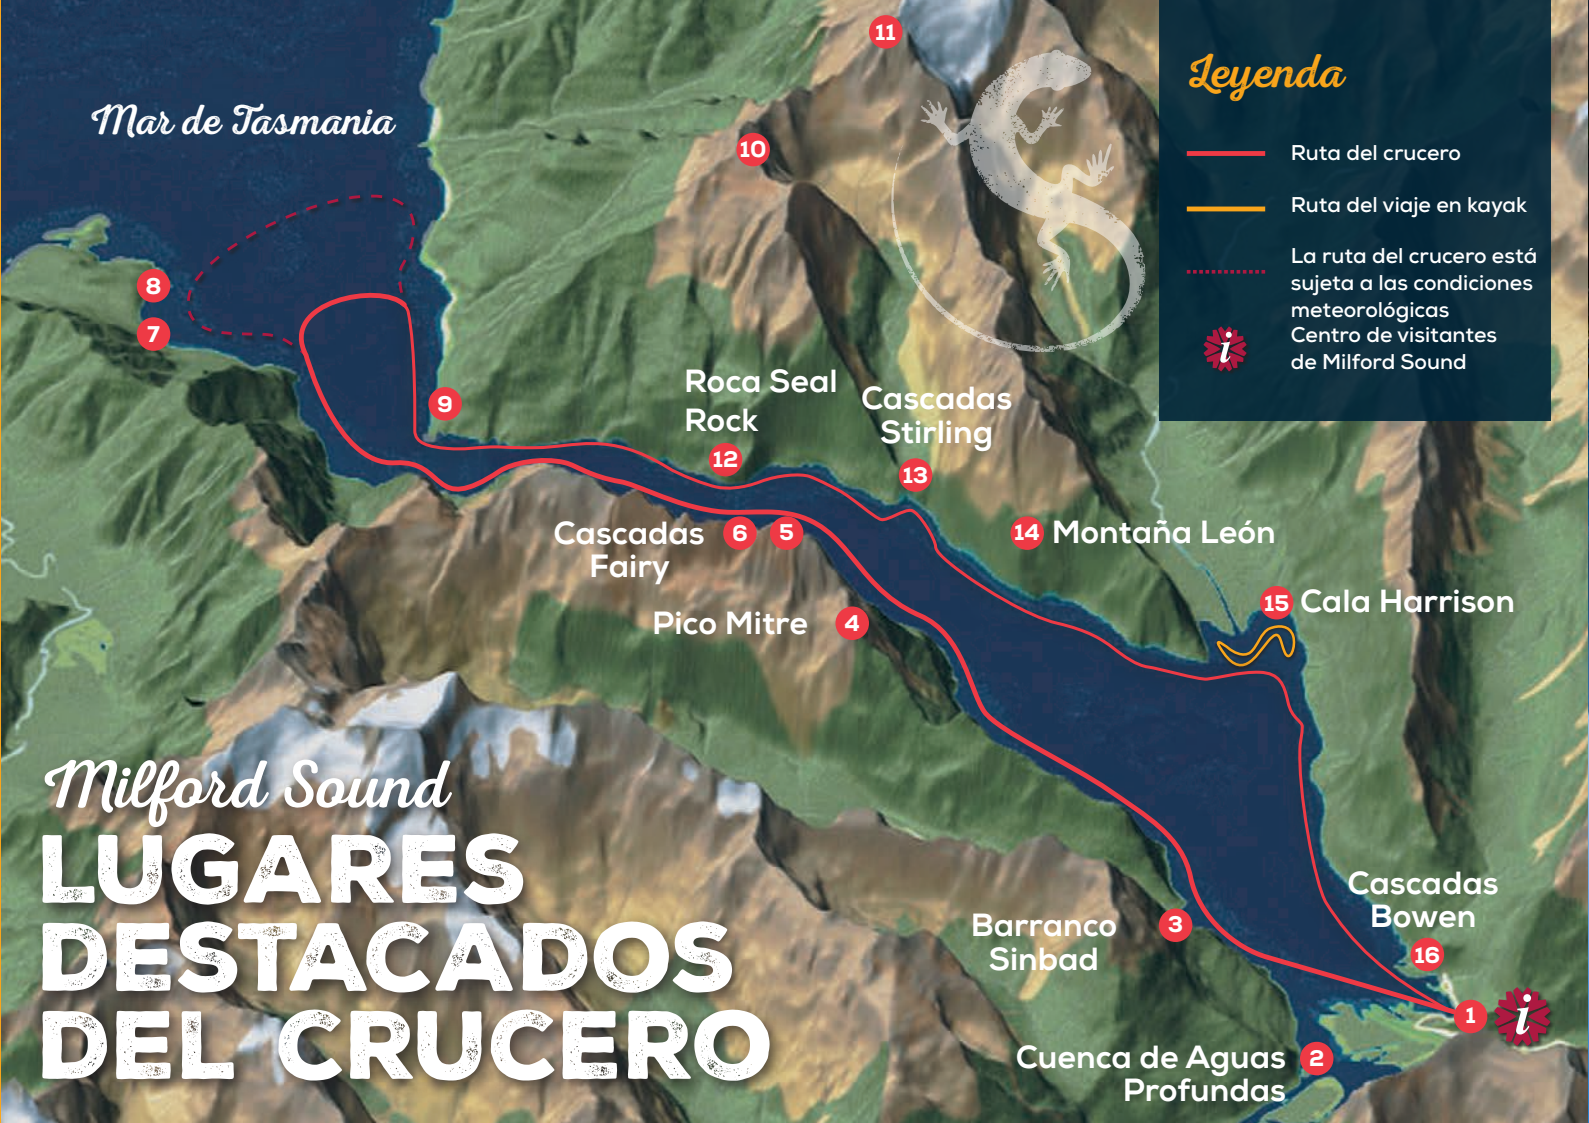 11
Leyenda
Mar de Tasmania
10
Ruta del crucero
Ruta del viaje en kayak
La ruta del crucero está
sujeta a las condiciones
meteorológicas
Centro de visitantes
de Milford Sound
i
8
7
9
Roca Seal
Rock
12
Cascadas
Stirling
13
Cascadas
Fairy
6
5
14
Montaña León
Pico Mitre
4
15
Cala Harrison
Milford Sound
LUGARES
DESTACADOS
DEL CRUCERO
Barranco
Sinbad
3
Cascadas
Bowen
16
1
i
Cuenca de Aguas
Profundas
2